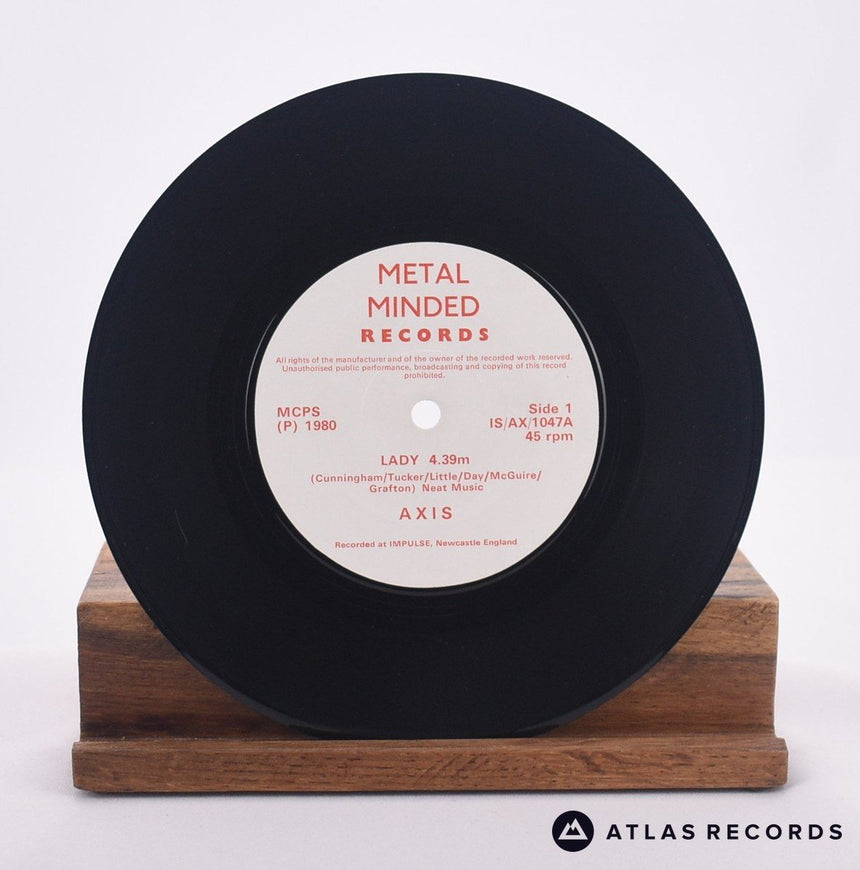 METAL
MINDED
RECORDS
All rights of the manufacturer and of the owner of the recorded work reserved.
Unauthorised public performance, broadcasting and copying of this record
prohibited.
MCPS
(P) 1980
Side 1
IS/AX/1047A
45 rpm
LADY 4.39m
(Cunningham/Tucker/Little/Day/McGuire/
Grafton) Neat Music
AXIS
Recorded at IMPULSE, Newcastle England
ATLAS RECORDS